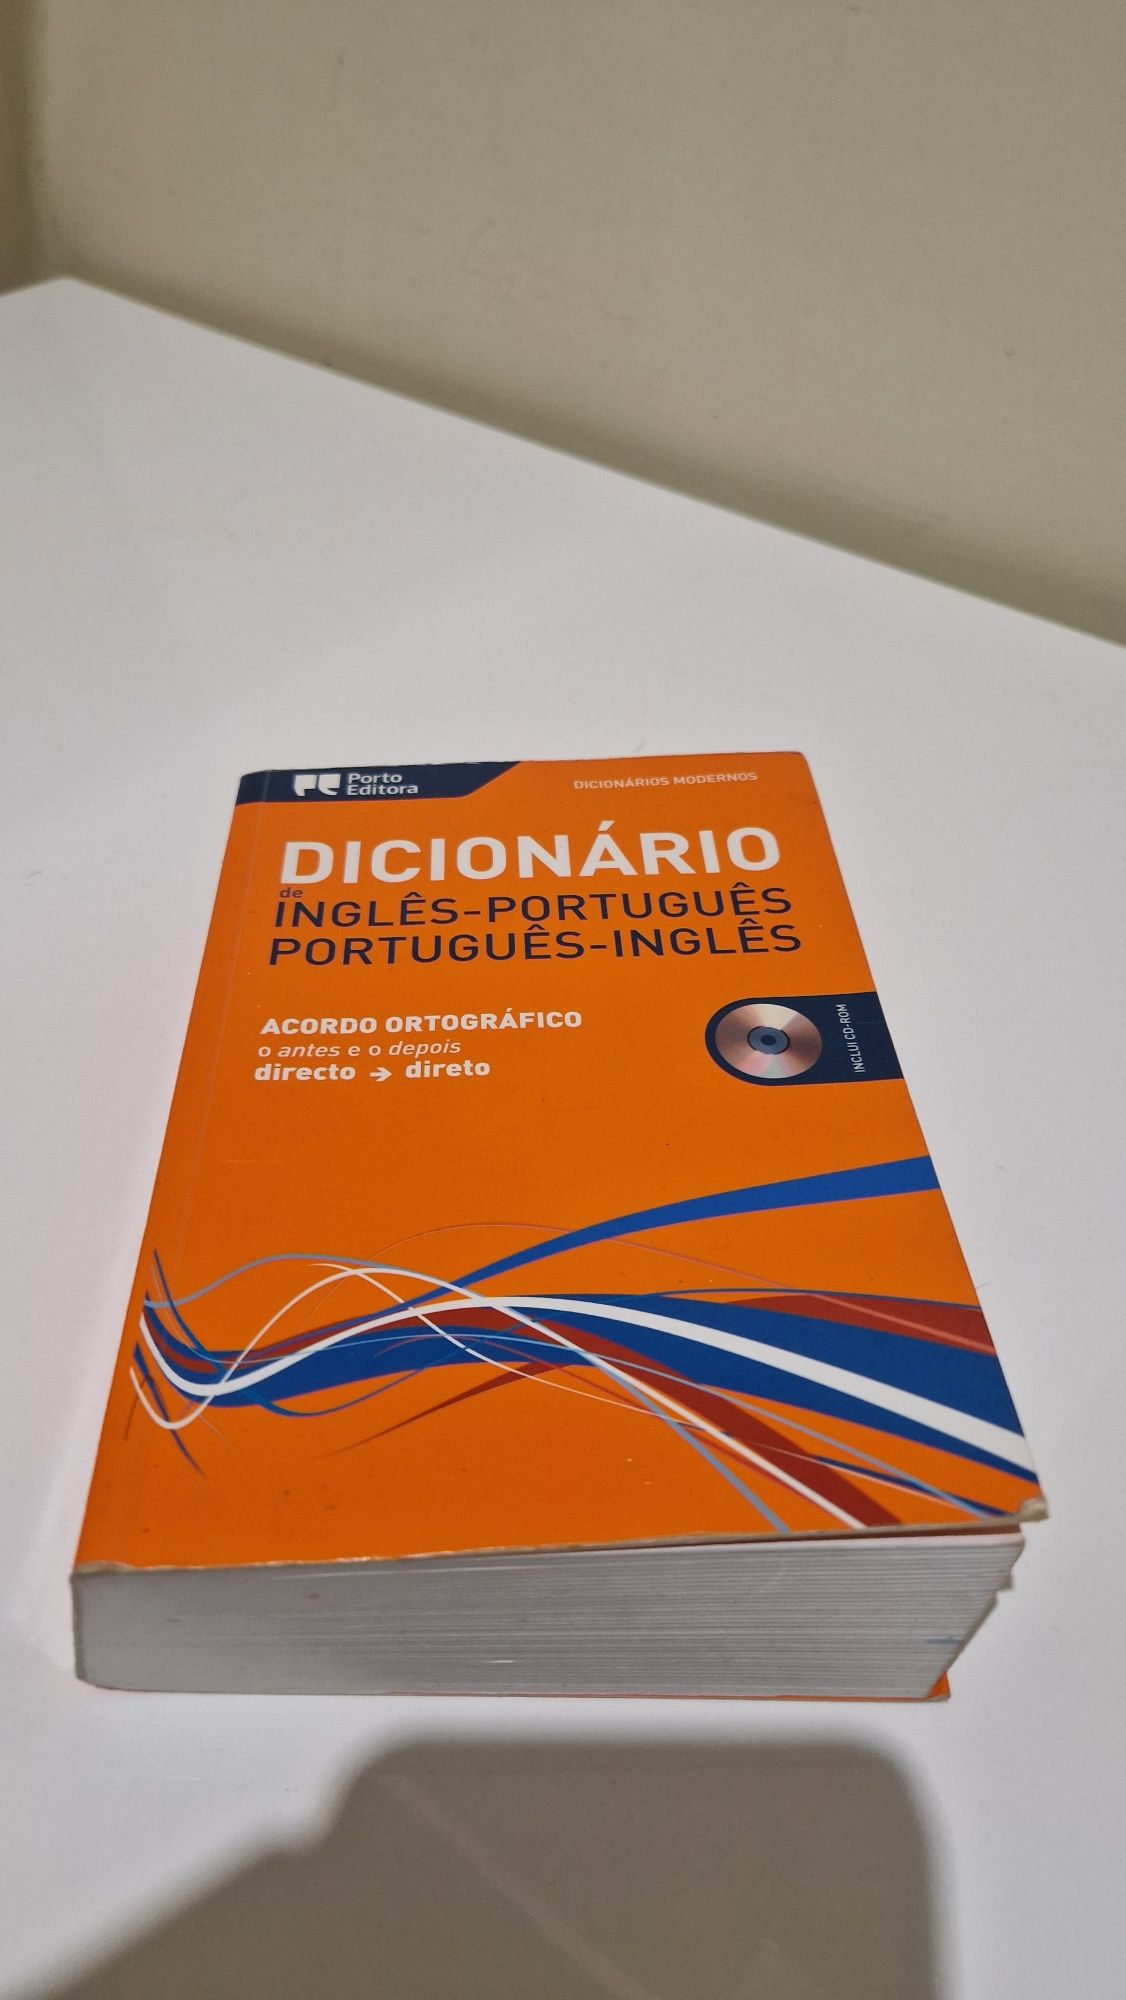 Porto
Editora
DICIONÁRIOS MODERNOS
DICIONÁRIO
de
INGLÊS-PORTUGUÊS
PORTUGUÊS-INGLÊS
ACORDO ORTOGRÁFICO
o antes e o depois
directo → direto
INCLUI CD-ROM